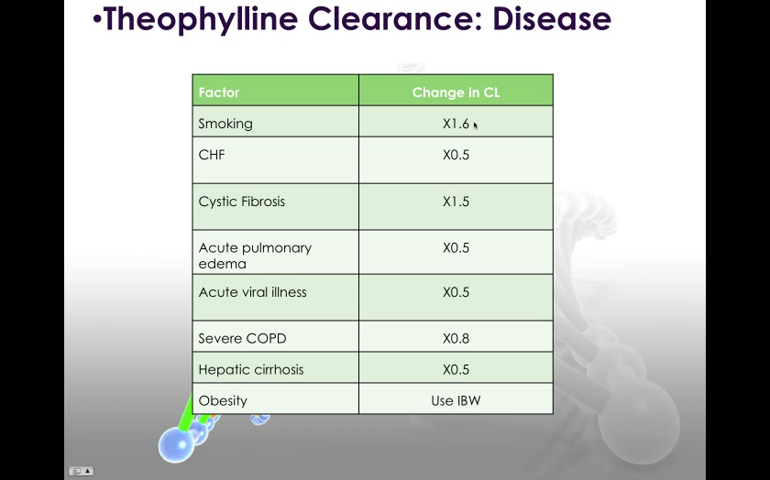 •Theophylline Clearance: Disease
Factor
Change in CL
Smoking
X1.6
CHF
X0.5
Cystic Fibrosis
X1.5
Acute pulmonary
edema
X0.5
Acute viral illness
X0.5
Severe COPD
X0.8
Hepatic cirrhosis
X0.5
Obesity
Use IBW